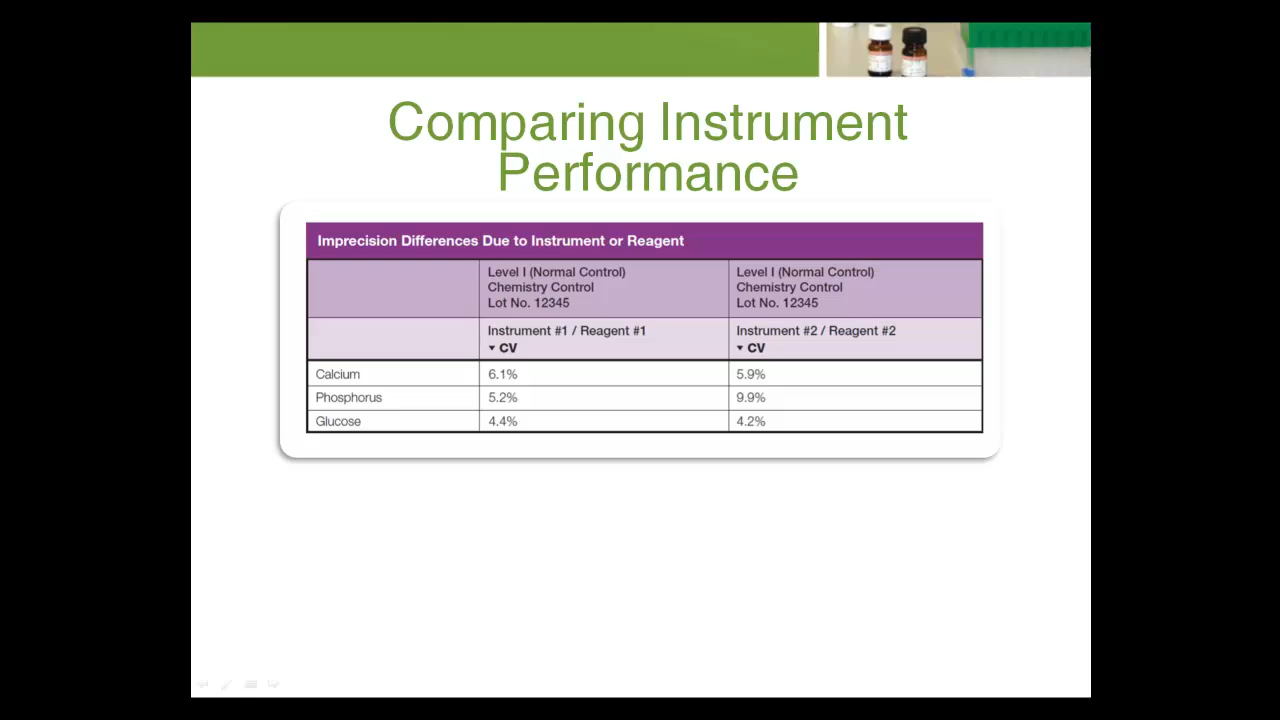 Comparing Instrument
Performance
Imprecision Differences Due to Instrument or Reagent
Level I (Normal Control)
Chemistry Control
Lot No. 12345
Level I (Normal Control)
Chemistry Control
Lot No. 12345
Instrument #1 / Reagent #1
▼ CV
Instrument #2 / Reagent #2
▼ CV
Calcium 6.1% 5.9%
Phosphorus 5.2% 9.9%
Glucose 4.4% 4.2%